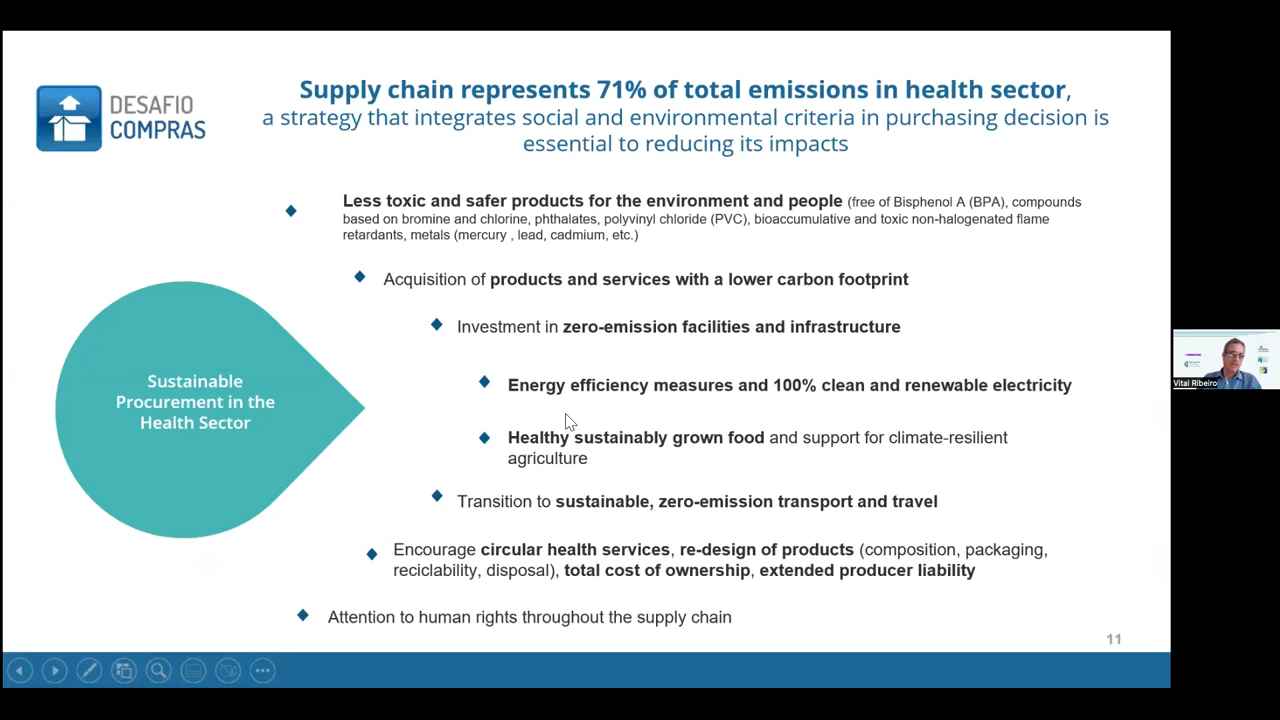 DESAFIO
COMPRAS
Supply chain represents 71% of total emissions in health sector,
a strategy that integrates social and environmental criteria in purchasing decision is
essential to reducing its impacts
Less toxic and safer products for the environment and people (free of Bisphenol A (BPA), compounds
based on bromine and chlorine, phthalates, polyvinyl chloride (PVC), bioaccumulative and toxic non-halogenated flame
retardants, metals (mercury , lead, cadmium, etc.)
Acquisition of products and services with a lower carbon footprint
Investment in zero-emission facilities and infrastructure
Sustainable
Procurement in the
Health Sector
Energy efficiency measures and 100% clean and renewable electricity
Healthy sustainably grown food and support for climate-resilient
agriculture
Transition to sustainable, zero-emission transport and travel
Encourage circular health services, re-design of products (composition, packaging,
reciclability, disposal), total cost of ownership, extended producer liability
Attention to human rights throughout the supply chain
11
Vital Ribeiro